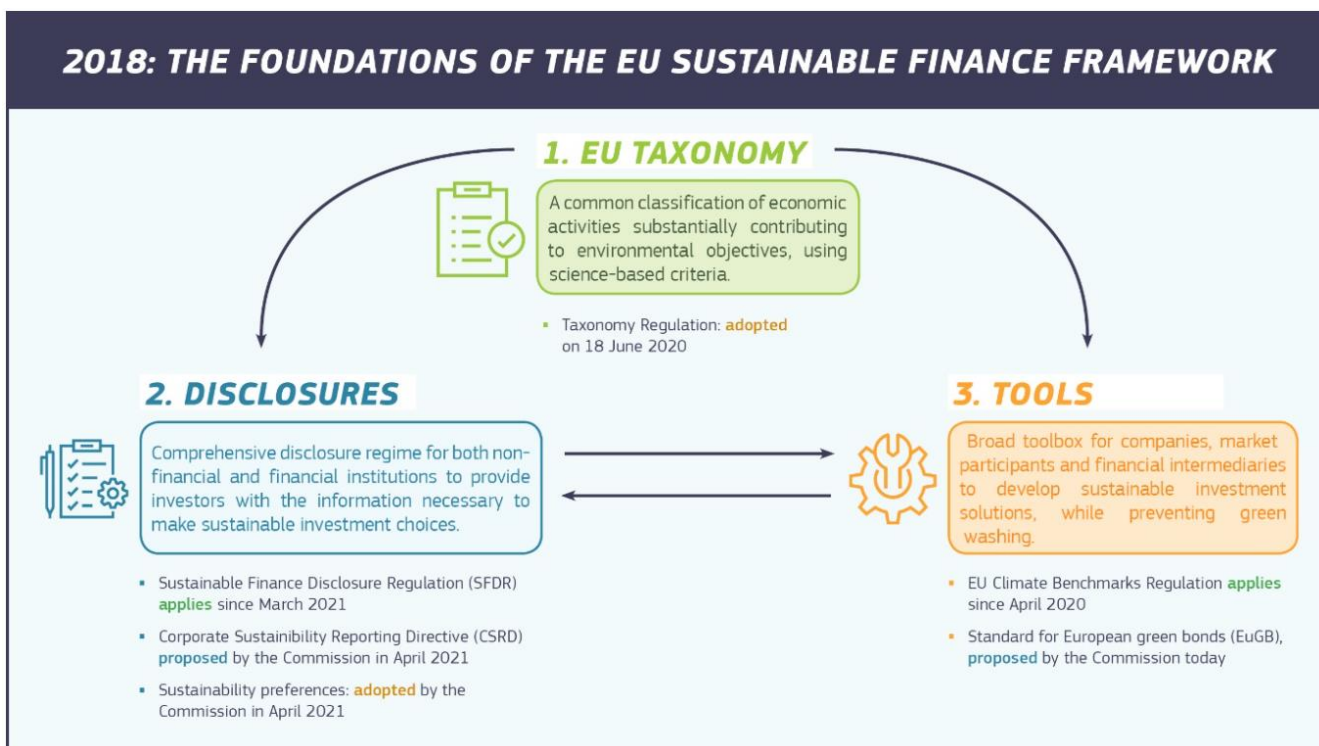 2018: THE FOUNDATIONS OF THE EU SUSTAINABLE FINANCE FRAMEWORK
1. EU TAXONOMY
A common classification of economic
activities substantially contributing
to environmental objectives, using
science-based criteria.
▪ Taxonomy Regulation: adopted
on 18 June 2020
2. DISCLOSURES
Comprehensive disclosure regime for both non-
financial and financial institutions to provide
investors with the information necessary to
make sustainable investment choices.
▪ Sustainable Finance Disclosure Regulation (SFDR)
applies since March 2021
▪ Corporate Sustainibility Reporting Directive (CSRD)
proposed by the Commission in April 2021
▪ Sustainability preferences: adopted by the
Commission in April 2021
3. TOOLS
Broad toolbox for companies, market
participants and financial intermediaries
to develop sustainable investment
solutions, while preventing green
washing.
▪ EU Climate Benchmarks Regulation applies
since April 2020
▪ Standard for European green bonds (EuGB),
proposed by the Commission today